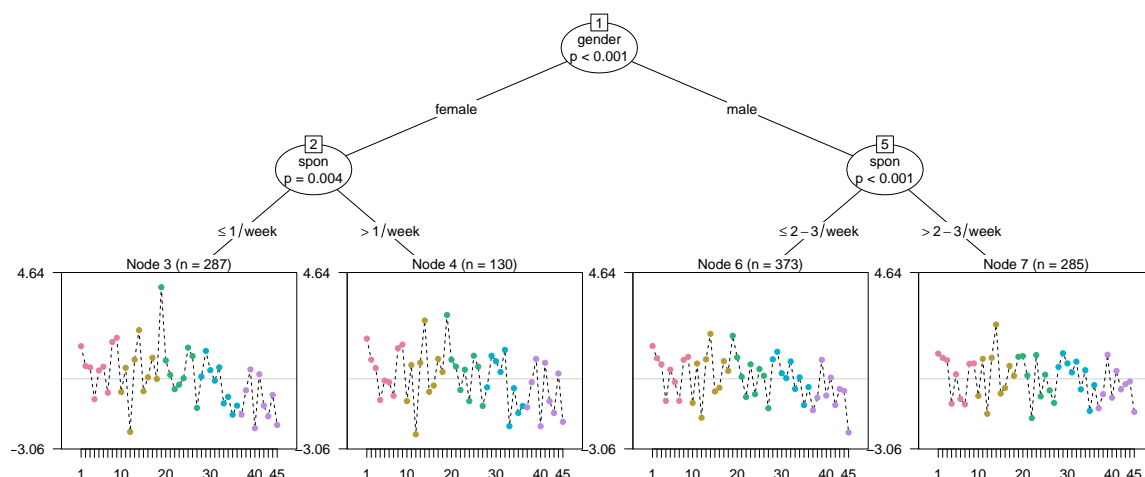 1
gender
p < 0.001
female
male
2
spon
p = 0.004
5
spon
p < 0.001
≤ 1/week
> 1/week
≤ 2 − 3/week
> 2 − 3/week
Node 3 (n = 287)
4.64
−3.06
1 10 20 30 40 45
Node 4 (n = 130)
4.64
−3.06
1 10 20 30 40 45
Node 6 (n = 373)
4.64
−3.06
1 10 20 30 40 45
Node 7 (n = 285)
4.64
−3.06
1 10 20 30 40 45